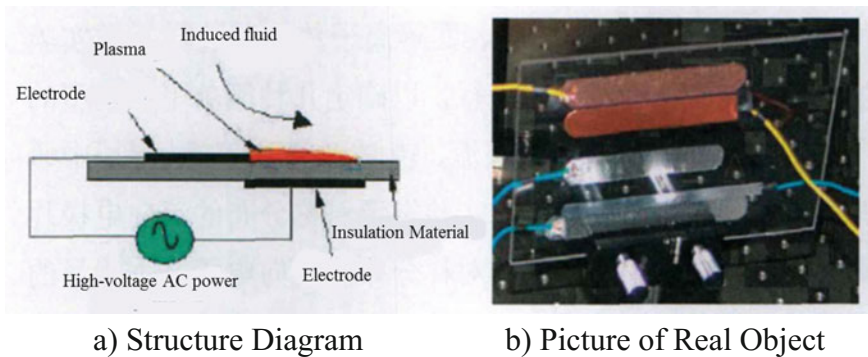 Induced fluid
Plasma
Electrode
Insulation Material
Electrode
High-voltage AC power
a) Structure Diagram
b) Picture of Real Object